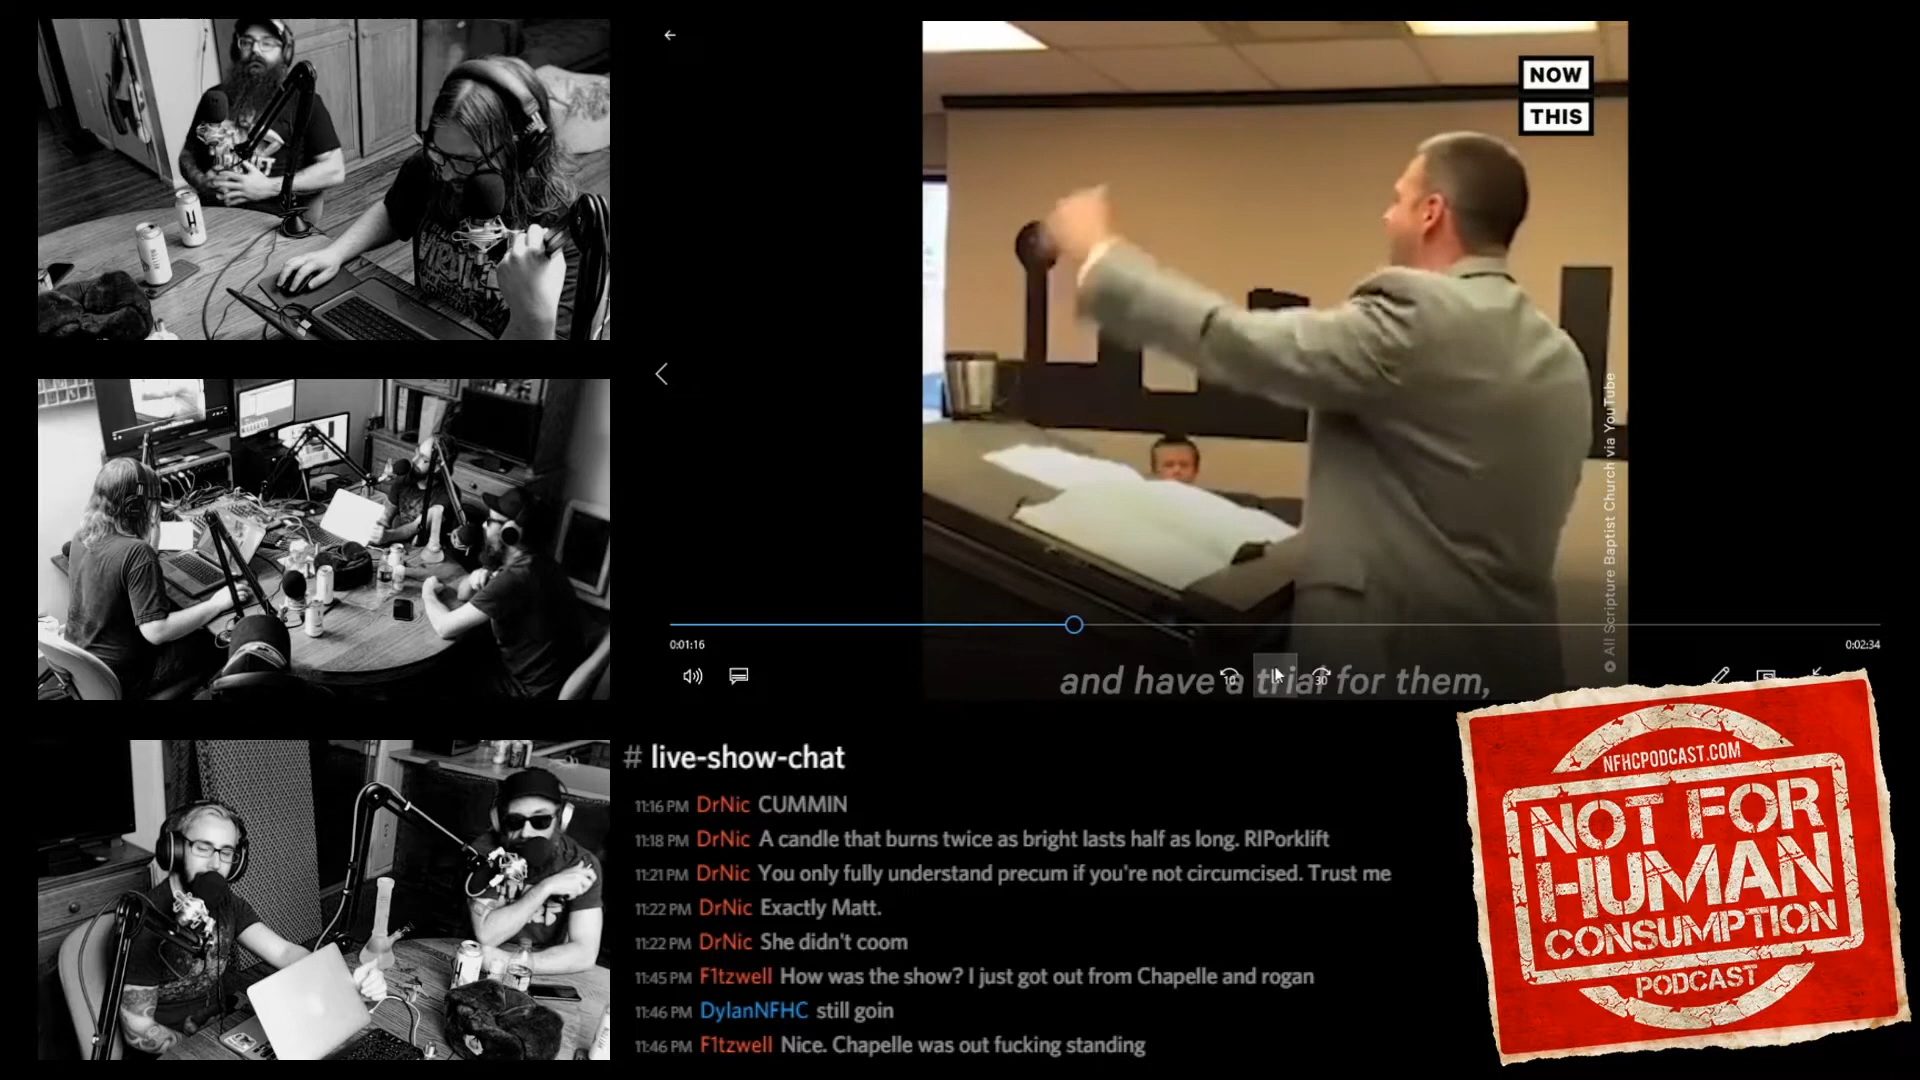 NOW
THIS
© All Scripture Baptist Church via YouTube
0:01:16
0:02:34
10
30
and have a trial for them,
# live-show-chat
11:16 PM DrNic CUMMIN
11:18 PM DrNic A candle that burns twice as bright lasts half as long. RIPorklift
11:21 PM DrNic You only fully understand precum if you're not circumcised. Trust me
11:22 PM DrNic Exactly Matt.
11:22 PM DrNic She didn't coom
11:45 PM F1tzwell How was the show? I just got out from Chapelle and rogan
11:46 PM DylanNFHC still goin
11:46 PM F1tzwell Nice. Chapelle was out fucking standing
NFHCPODCAST.COM
NOT FOR
HUMAN
CONSUMPTION
PODCAST